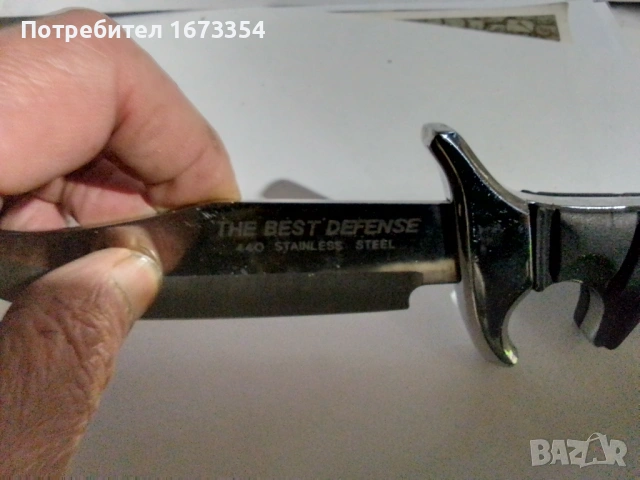 Потребител 1673354
THE BEST DEFENSE
440 STAINLESS STEEL
BAZAR